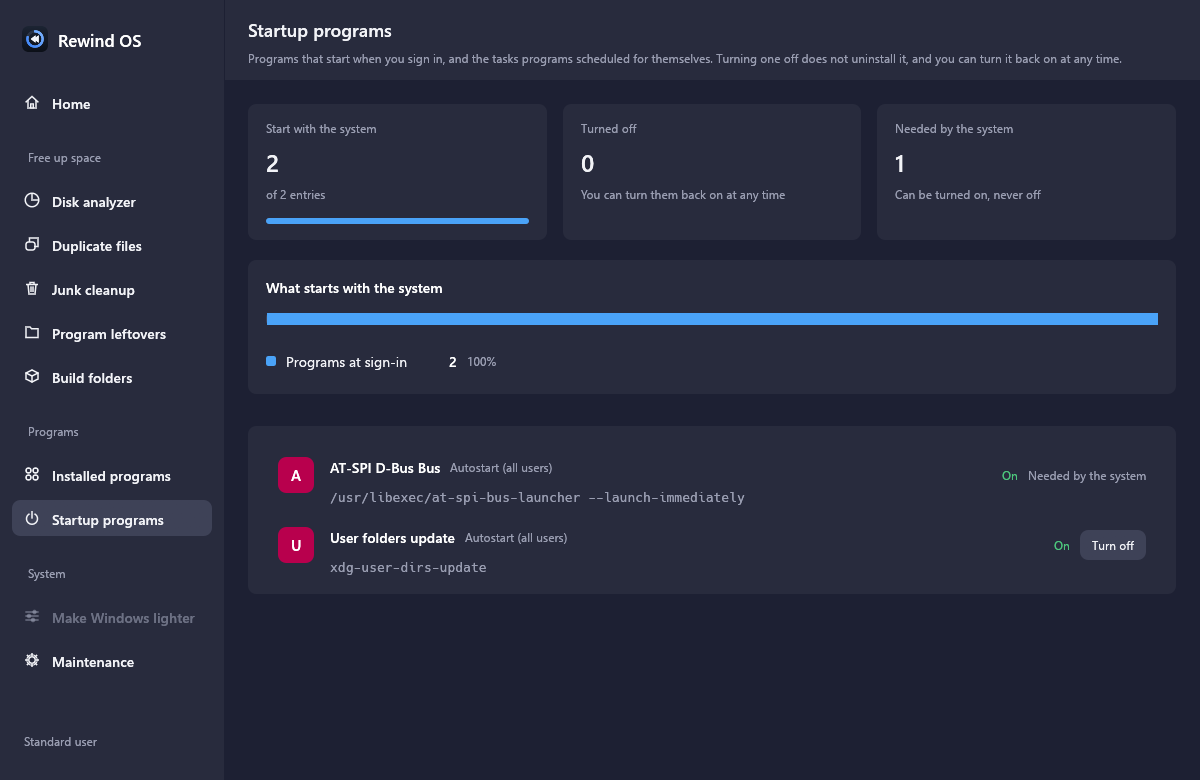 Rewind OS
Home
Free up space
Disk analyzer
Duplicate files
Junk cleanup
Program leftovers
Build folders
Programs
Installed programs
Startup programs
System
Make Windows lighter
Maintenance
Standard user
Startup programs
Programs that start when you sign in, and the tasks programs scheduled for themselves. Turning one off does not uninstall it, and you can turn it back on at any time.
Start with the system
2
of 2 entries
Turned off
0
You can turn them back on at any time
Needed by the system
1
Can be turned on, never off
What starts with the system
Programs at sign-in 2 100%
A
AT-SPI D-Bus Bus Autostart (all users)
/usr/libexec/at-spi-bus-launcher --launch-immediately
On Needed by the system
U
User folders update Autostart (all users)
xdg-user-dirs-update
On Turn off